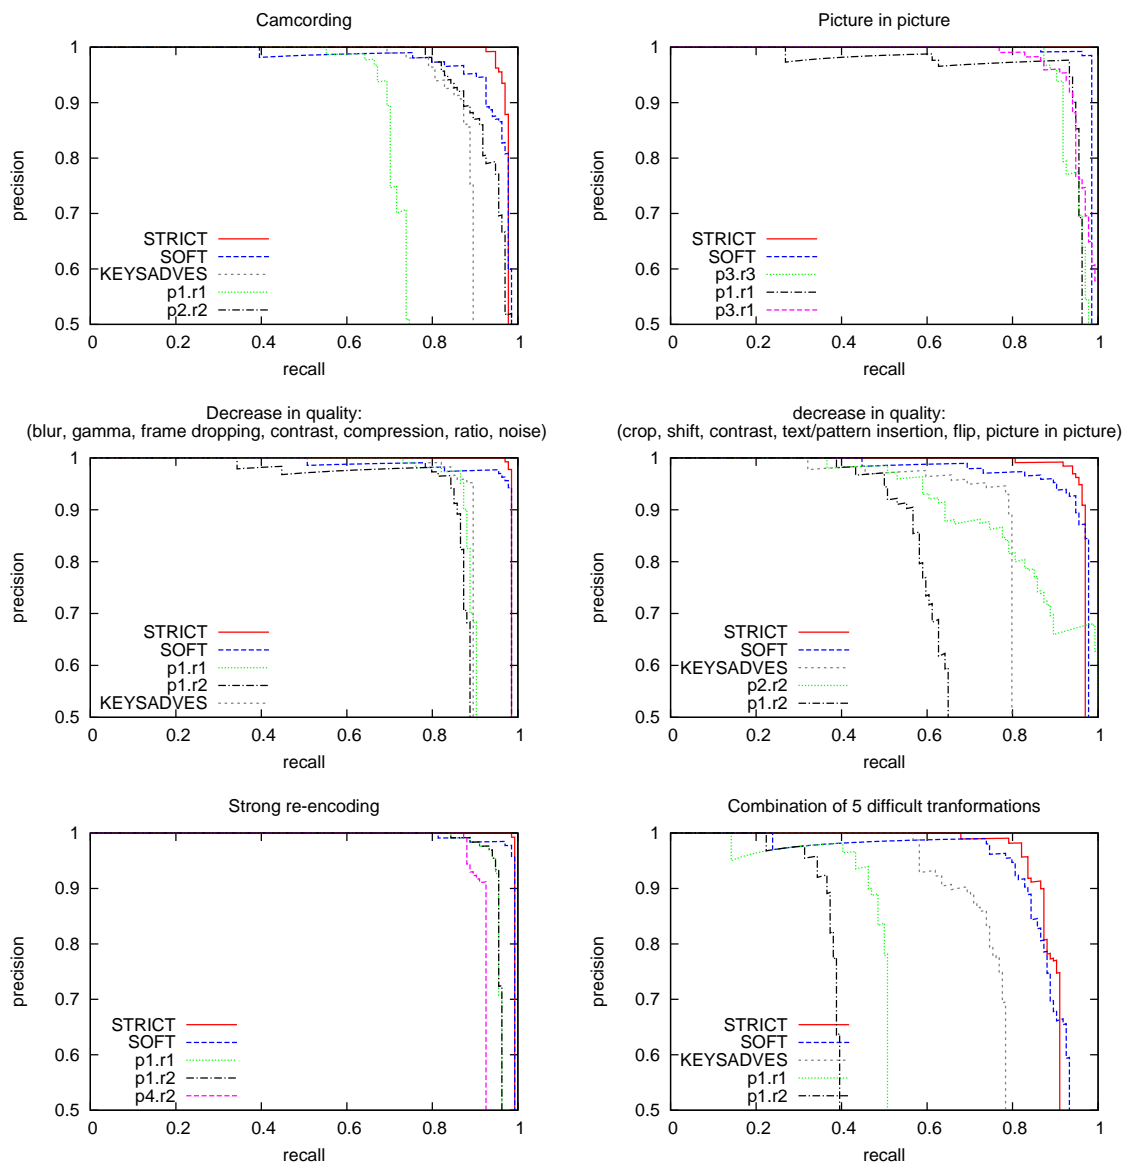 Camcording
1
0.9
0.8
0.7
0.6
0.5
0 0.2 0.4 0.6 0.8 1
precision
recall
STRICT
SOFT
KEYSADVES
p1.r1
p2.r2
Picture in picture
1
0.9
0.8
0.7
0.6
0.5
0 0.2 0.4 0.6 0.8 1
precision
recall
STRICT
SOFT
p3.r3
p1.r1
p3.r1
Decrease in quality:
(blur, gamma, frame dropping, contrast, compression, ratio, noise)
1
0.9
0.8
0.7
0.6
0.5
0 0.2 0.4 0.6 0.8 1
precision
recall
STRICT
SOFT
p1.r1
p1.r2
KEYSADVES
decrease in quality:
(crop, shift, contrast, text/pattern insertion, flip, picture in picture)
1
0.9
0.8
0.7
0.6
0.5
0 0.2 0.4 0.6 0.8 1
precision
recall
STRICT
SOFT
KEYSADVES
p2.r2
p1.r2
Strong re-encoding
1
0.9
0.8
0.7
0.6
0.5
0 0.2 0.4 0.6 0.8 1
precision
recall
STRICT
SOFT
p1.r1
p1.r2
p4.r2
Combination of 5 difficult tranformations
1
0.9
0.8
0.7
0.6
0.5
0 0.2 0.4 0.6 0.8 1
precision
recall
STRICT
SOFT
KEYSADVES
p1.r1
p1.r2